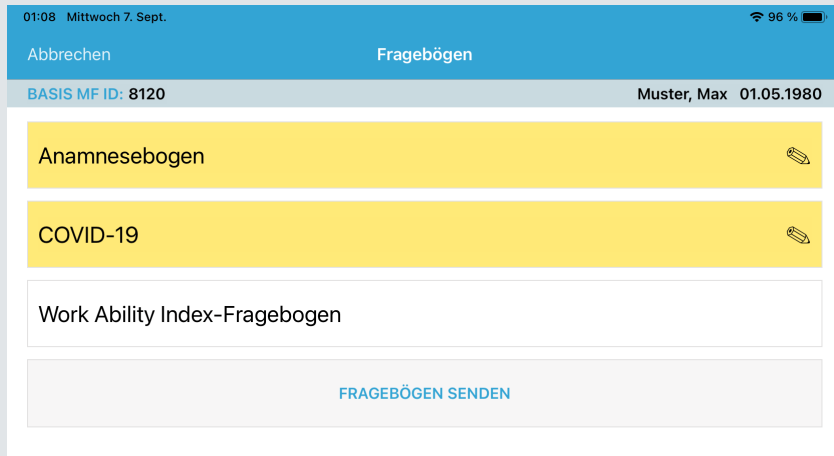 01:08 Mittwoch 7. Sept. 96 %
Abbrechen Fragebögen
BASIS MF ID: 8120 Muster, Max 01.05.1980
Anamnesebogen
COVID-19
Work Ability Index-Fragebogen
FRAGEBÖGEN SENDEN